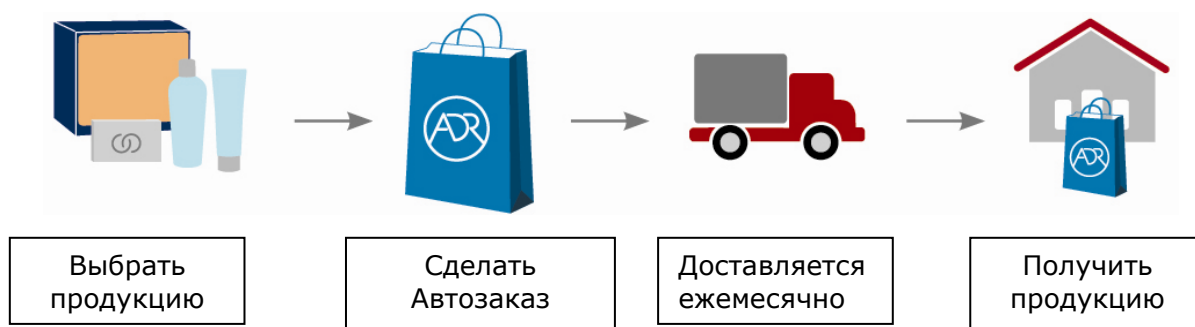 ADR
ADR
Выбрать
продукцию
Сделать
Автозаказ
Доставляется
ежемесячно
Получить
продукцию